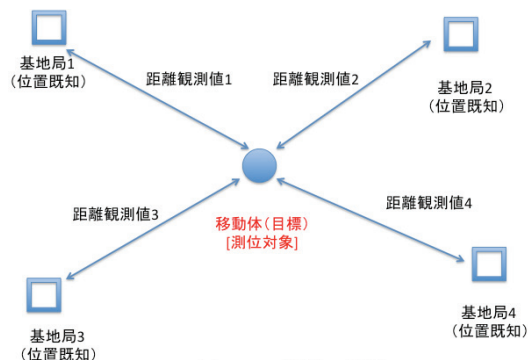 基地局1
（位置既知）
距離観測値1
距離観測値2
基地局2
（位置既知）
距離観測値3
移動体（目標）
[測位対象]
距離観測値4
基地局3
（位置既知）
基地局4
（位置既知）